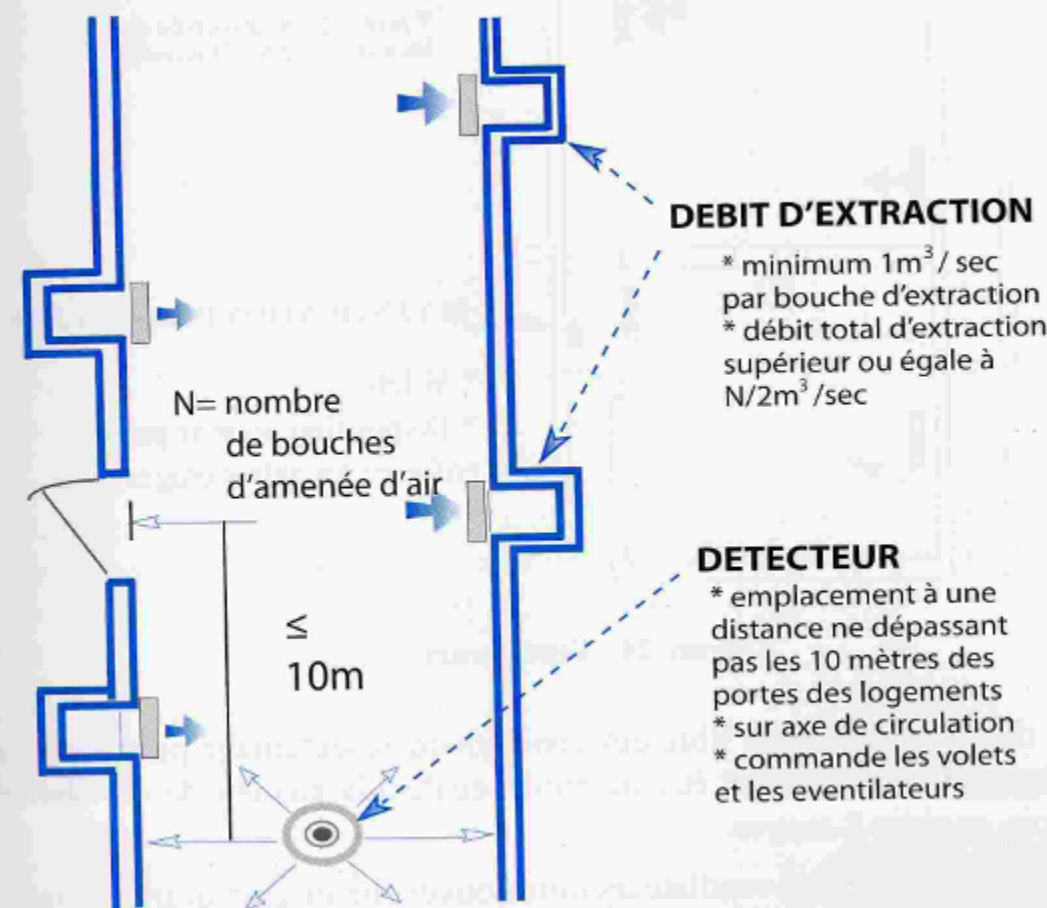 DEBIT D'EXTRACTION
* minimum 1m³/ sec
par bouche d'extraction
* débit total d'extraction
supérieur ou égale à
N/2m³/sec
N= nombre
de bouches
d'amenée d'air
≤
10m
DETECTEUR
* emplacement à une
distance ne dépassant
pas les 10 mètres des
portes des logements
* sur axe de circulation
* commande les volets
et les eventilateurs